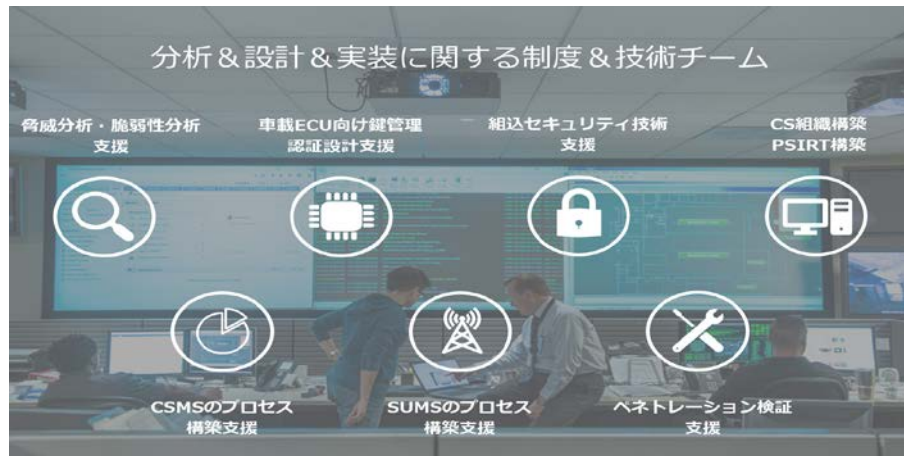 分析&設計&実装に関する制度&技術チーム
脅威分析・脆弱性分析
支援
車載ECU向け鍵管理
認証設計支援
組込セキュリティ技術
支援
CS組織構築
PSIRT構築
CSMSのプロセス
構築支援
SUMSのプロセス
構築支援
ペネトレーション検証
支援